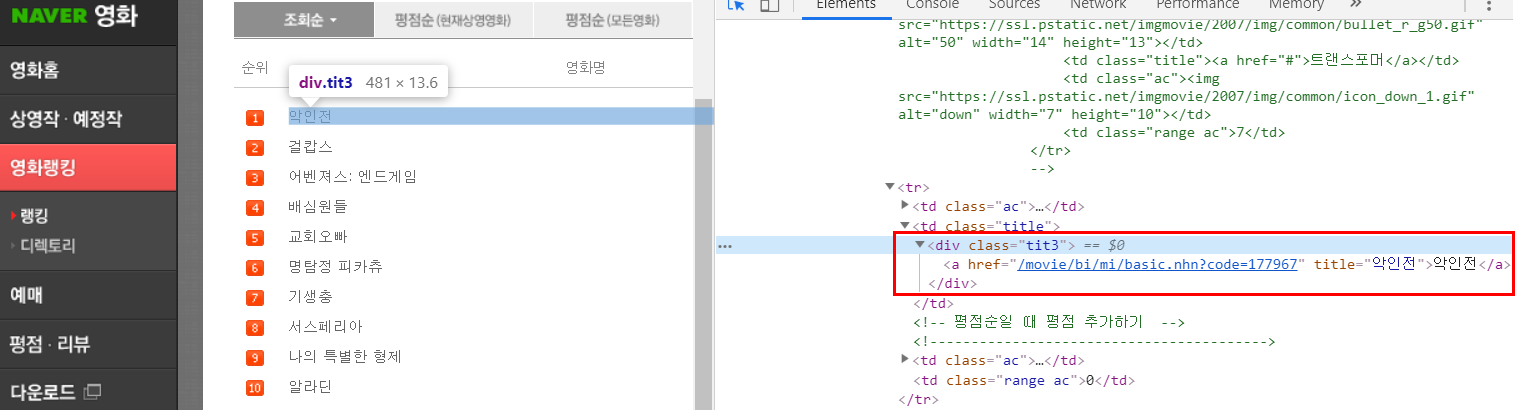 NAVER 영화
영화홈
상영작 · 예정작
영화랭킹
랭킹
디렉토리
예매
평점 · 리뷰
다운로드
조회순
평점순 (현재상영영화)
평점순 (모든영화)
순위
영화명
div.tit3 481 × 13.6
1 악인전
2 걸캅스
3 어벤져스: 엔드게임
4 배심원들
5 교회오빠
6 명탐정 피카츄
7 기생충
8 서스페리아
9 나의 특별한 형제
10 알라딘
Elements Console Sources Network Performance Memory »
src="https://ssl.pstatic.net/imgmovie/2007/img/common/bullet_r_g50.gif"
alt="50" width="14" height="13"></td>
<td class="title"><a href="#">트랜스포머</a></td>
<td class="ac"><img
src="https://ssl.pstatic.net/imgmovie/2007/img/common/icon_down_1.gif"
alt="down" width="7" height="10"></td>
<td class="range ac">7</td>
</tr>
-->
<tr>
<td class="ac">…</td>
<td class="title">
<div class="tit3"> == $0
<a href="/movie/bi/mi/basic.nhn?code=177967" title="악인전">악인전</a>
</div>
</td>
<!-- 평점순일 때 평점 추가하기 -->
<!----------------------------------------->
<td class="ac">…</td>
<td class="range ac">0</td>
</tr>